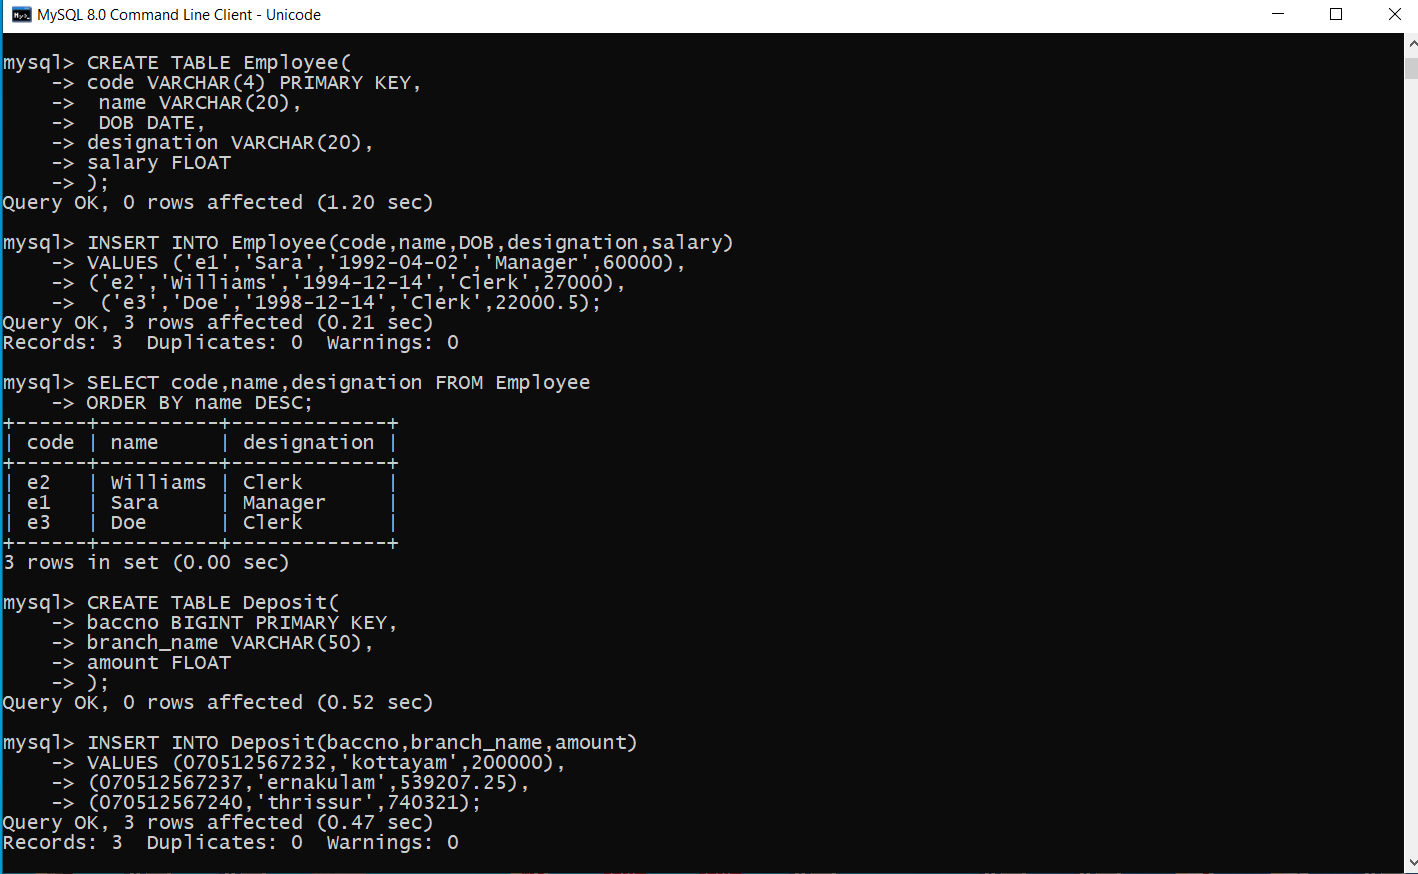 MySQL 8.0 Command Line Client - Unicode
mysql> CREATE TABLE Employee(
    -> code VARCHAR(4) PRIMARY KEY,
    ->  name VARCHAR(20),
    ->  DOB DATE,
    -> designation VARCHAR(20),
    -> salary FLOAT
    -> );
Query OK, 0 rows affected (1.20 sec)

mysql> INSERT INTO Employee(code,name,DOB,designation,salary)
    -> VALUES ('e1','Sara','1992-04-02','Manager',60000),
    -> ('e2','Williams','1994-12-14','Clerk',27000),
    ->  ('e3','Doe','1998-12-14','Clerk',22000.5);
Query OK, 3 rows affected (0.21 sec)
Records: 3  Duplicates: 0  Warnings: 0

mysql> SELECT code,name,designation FROM Employee
    -> ORDER BY name DESC;
+------+----------+-------------+
| code | name     | designation |
+------+----------+-------------+
| e2   | Williams | Clerk       |
| e1   | Sara     | Manager     |
| e3   | Doe      | Clerk       |
+------+----------+-------------+
3 rows in set (0.00 sec)

mysql> CREATE TABLE Deposit(
    -> baccno BIGINT PRIMARY KEY,
    -> branch_name VARCHAR(50),
    -> amount FLOAT
    -> );
Query OK, 0 rows affected (0.52 sec)

mysql> INSERT INTO Deposit(baccno,branch_name,amount)
    -> VALUES (070512567232,'kottayam',200000),
    -> (070512567237,'ernakulam',539207.25),
    -> (070512567240,'thrissur',740321);
Query OK, 3 rows affected (0.47 sec)
Records: 3  Duplicates: 0  Warnings: 0